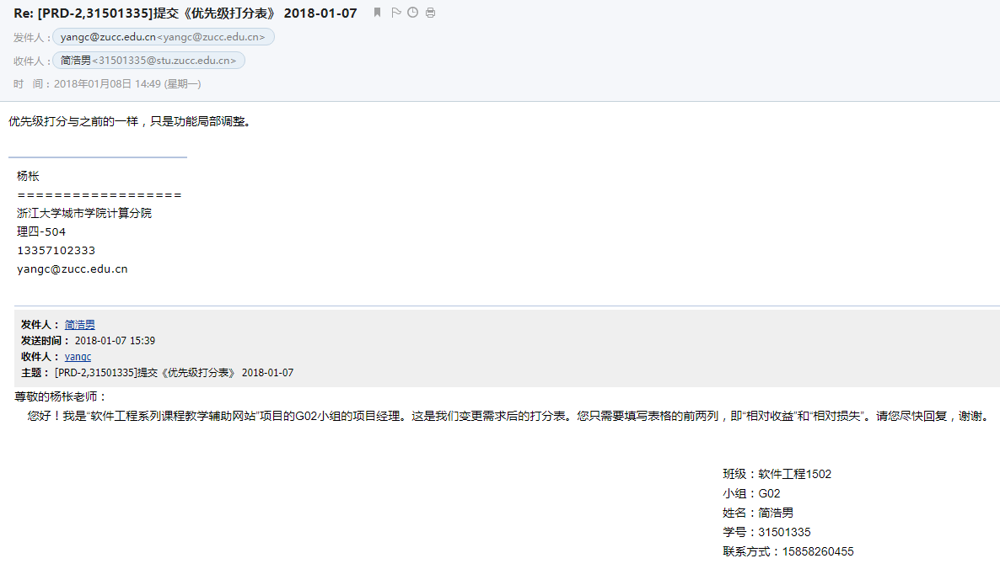 Re: [PRD-2,31501335]提交《优先级打分表》 2018-01-07
发件人：yangc@zucc.edu.cn<yangc@zucc.edu.cn>
收件人：简浩男<31501335@stu.zucc.edu.cn>
时 间：2018年01月08日 14:49 (星期一)
优先级打分与之前的一样，只是功能局部调整。
杨枨
==================
浙江大学城市学院计算分院
理四-504
13357102333
yangc@zucc.edu.cn
发件人： 简浩男
发送时间： 2018-01-07 15:39
收件人： yangc
主题： [PRD-2,31501335]提交《优先级打分表》 2018-01-07
尊敬的杨枨老师：
您好！我是“软件工程系列课程教学辅助网站”项目的G02小组的项目经理。这是我们变更需求后的打分表。您只需要填写表格的前两列，即“相对收益”和“相对损失”。请您尽快回复，谢谢。
班级：软件工程1502
小组：G02
姓名：简浩男
学号：31501335
联系方式：15858260455